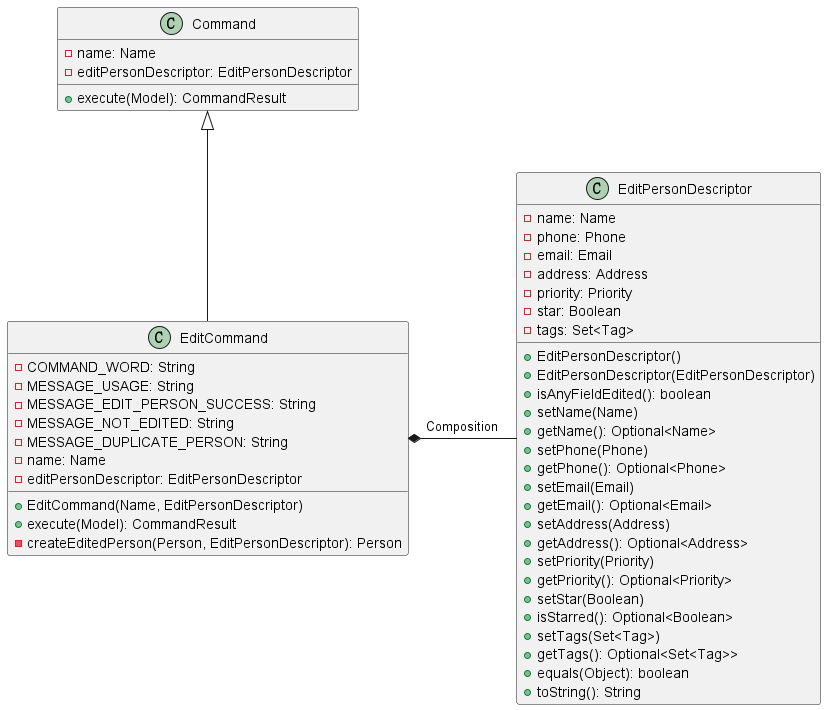 C Command
name: Name
editPersonDescriptor: EditPersonDescriptor
execute(Model): CommandResult
C EditCommand
COMMAND_WORD: String
MESSAGE_USAGE: String
MESSAGE_EDIT_PERSON_SUCCESS: String
MESSAGE_NOT_EDITED: String
MESSAGE_DUPLICATE_PERSON: String
name: Name
editPersonDescriptor: EditPersonDescriptor
EditCommand(Name, EditPersonDescriptor)
execute(Model): CommandResult
createEditedPerson(Person, EditPersonDescriptor): Person
Composition
C EditPersonDescriptor
name: Name
phone: Phone
email: Email
address: Address
priority: Priority
star: Boolean
tags: Set<Tag>
EditPersonDescriptor()
EditPersonDescriptor(EditPersonDescriptor)
isAnyFieldEdited(): boolean
setName(Name)
getName(): Optional<Name>
setPhone(Phone)
getPhone(): Optional<Phone>
setEmail(Email)
getEmail(): Optional<Email>
setAddress(Address)
getAddress(): Optional<Address>
setPriority(Priority)
getPriority(): Optional<Priority>
setStar(Boolean)
isStarred(): Optional<Boolean>
setTags(Set<Tag>)
getTags(): Optional<Set<Tag>>
equals(Object): boolean
toString(): String